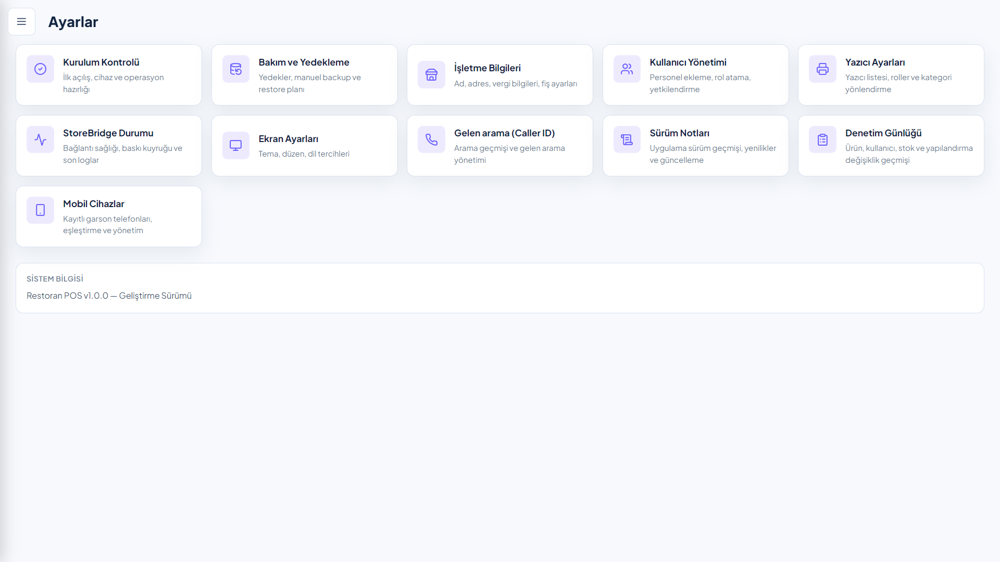 Ayarlar
Kurulum Kontrolü
İlk açılış, cihaz ve operasyon
hazırlığı
Bakım ve Yedekleme
Yedekler, manuel backup ve
restore planı
İşletme Bilgileri
Ad, adres, vergi bilgileri, fiş ayarları
Kullanıcı Yönetimi
Personel ekleme, rol atama,
yetkilendirme
Yazıcı Ayarları
Yazıcı listesi, roller ve kategori
yönlendirme
StoreBridge Durumu
Bağlantı sağlığı, baskı kuyruğu ve
son loglar
Ekran Ayarları
Tema, düzen, dil tercihleri
Gelen arama (Caller ID)
Arama geçmişi ve gelen arama
yönetimi
Sürüm Notları
Uygulama sürüm geçmişi, yenilikler
ve güncelleme
Denetim Günlüğü
Ürün, kullanıcı, stok ve yapılandırma
değişiklik geçmişi
Mobil Cihazlar
Kayıtlı garson telefonları,
eşleştirme ve yönetim
SİSTEM BİLGİSİ
Restoran POS v1.0.0 — Geliştirme Sürümü